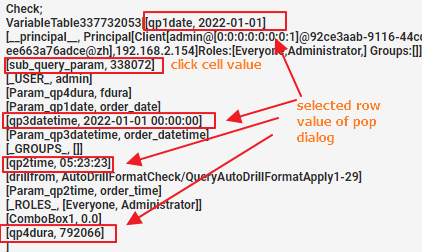 Check;
VariableTable337732053[[qp1date, 2022-01-01]
[__principal__, Principal[Client[admin@[0:0:0:0:0:0:0:1]@92ce3aab-9116-44cc
ee663a76adce@zh],192.168.2.154]Roles:[Everyone,Administrator,] Groups:[]]
[sub_query_param, 338072] click cell value
[_USER_, admin]
[Param_qp4dura, fdura]
[Param_qp1date, order_date]
[qp3datetime, 2022-01-01 00:00:00]
selected row
value of pop
dialog
[Param_qp3datetime, order_datetime]
[_GROUPS_, []]
[qp2time, 05:23:23]
[drillfrom, AutoDrillFormatCheck/QueryAutoDrillFormatApply1-29]
[Param_qp2time, order_time]
[_ROLES_, [Everyone, Administrator]]
[ComboBox1, 0.0]
[qp4dura, 792066]
]